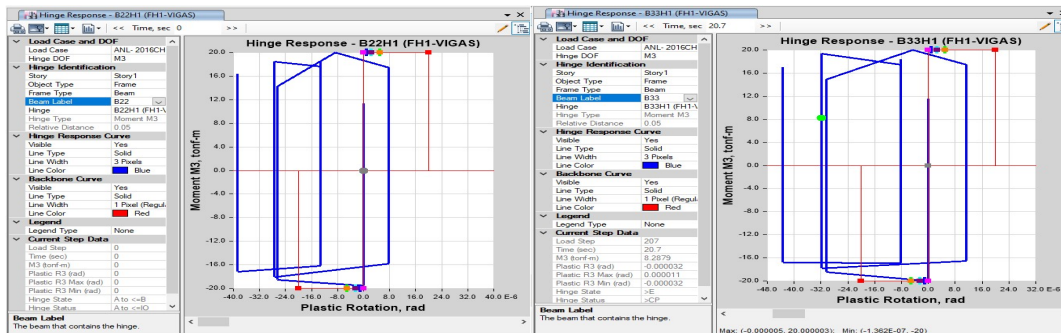 Hinge Response - B22H1 (FH1-VIGAS)
<< Time, sec 0 >>
Load Case and DOF
Load Case ANL- 2016CH
Hinge DOF M3
Hinge Identification
Story Story1
Object Type Frame
Frame Type Beam
Beam Label B22
Hinge B22H1 (FH1-V
Hinge Type Moment M3
Relative Distance 0.05
Hinge Response Curve
Visible Yes
Line Type Solid
Line Width 3 Pixels
Line Color Blue
Backbone Curve
Visible Yes
Line Type Solid
Line Width 1 Pixel (Regula
Line Color Red
Legend
Legend Type None
Current Step Data
Load Step 0
Time (sec) 0
M3 (tonf-m) 0
Plastic R3 (rad) 0
Plastic R3 Max (rad) 0
Plastic R3 Min (rad) 0
Hinge State A to <=B
Hinge Status A to <=IO
Beam Label
The beam that contains the hinge.
Hinge Response - B22H1 (FH1-VIGAS)
Moment M3, tonf-m
20.0
16.0
12.0
8.0
4.0
0.0
-4.0
-8.0
-12.0
-16.0
-20.0
-40.0 -32.0 -24.0 -16.0 -8.0 0.0 8.0 16.0 24.0 32.0 40.0 E-6
Plastic Rotation, rad
Hinge Response - B33H1 (FH1-VIGAS)
<< Time, sec 20.7 >>
Load Case and DOF
Load Case ANL- 2016CH
Hinge DOF M3
Hinge Identification
Story Story1
Object Type Frame
Frame Type Beam
Beam Label B33
Hinge B33H1 (FH1-V
Hinge Type Moment M3
Relative Distance 0.05
Hinge Response Curve
Visible Yes
Line Type Solid
Line Width 3 Pixels
Line Color Blue
Backbone Curve
Visible Yes
Line Type Solid
Line Width 1 Pixel (Regula
Line Color Red
Legend
Legend Type None
Current Step Data
Load Step 207
Time (sec) 20.7
M3 (tonf-m) 8.2879
Plastic R3 (rad) -0.000032
Plastic R3 Max (rad) 0.000011
Plastic R3 Min (rad) -0.000032
Hinge State >E
Hinge Status >CP
Beam Label
The beam that contains the hinge.
Hinge Response - B33H1 (FH1-VIGAS)
Moment M3, tonf-m
20.0
16.0
12.0
8.0
4.0
0.0
-4.0
-8.0
-12.0
-16.0
-20.0
-48.0 -40.0 -32.0 -24.0 -16.0 -8.0 0.0 8.0 16.0 24.0 32.0 E-6
Plastic Rotation, rad
Max: (-0.000005, 20.000003); Min: (-1.362E-07, -20)